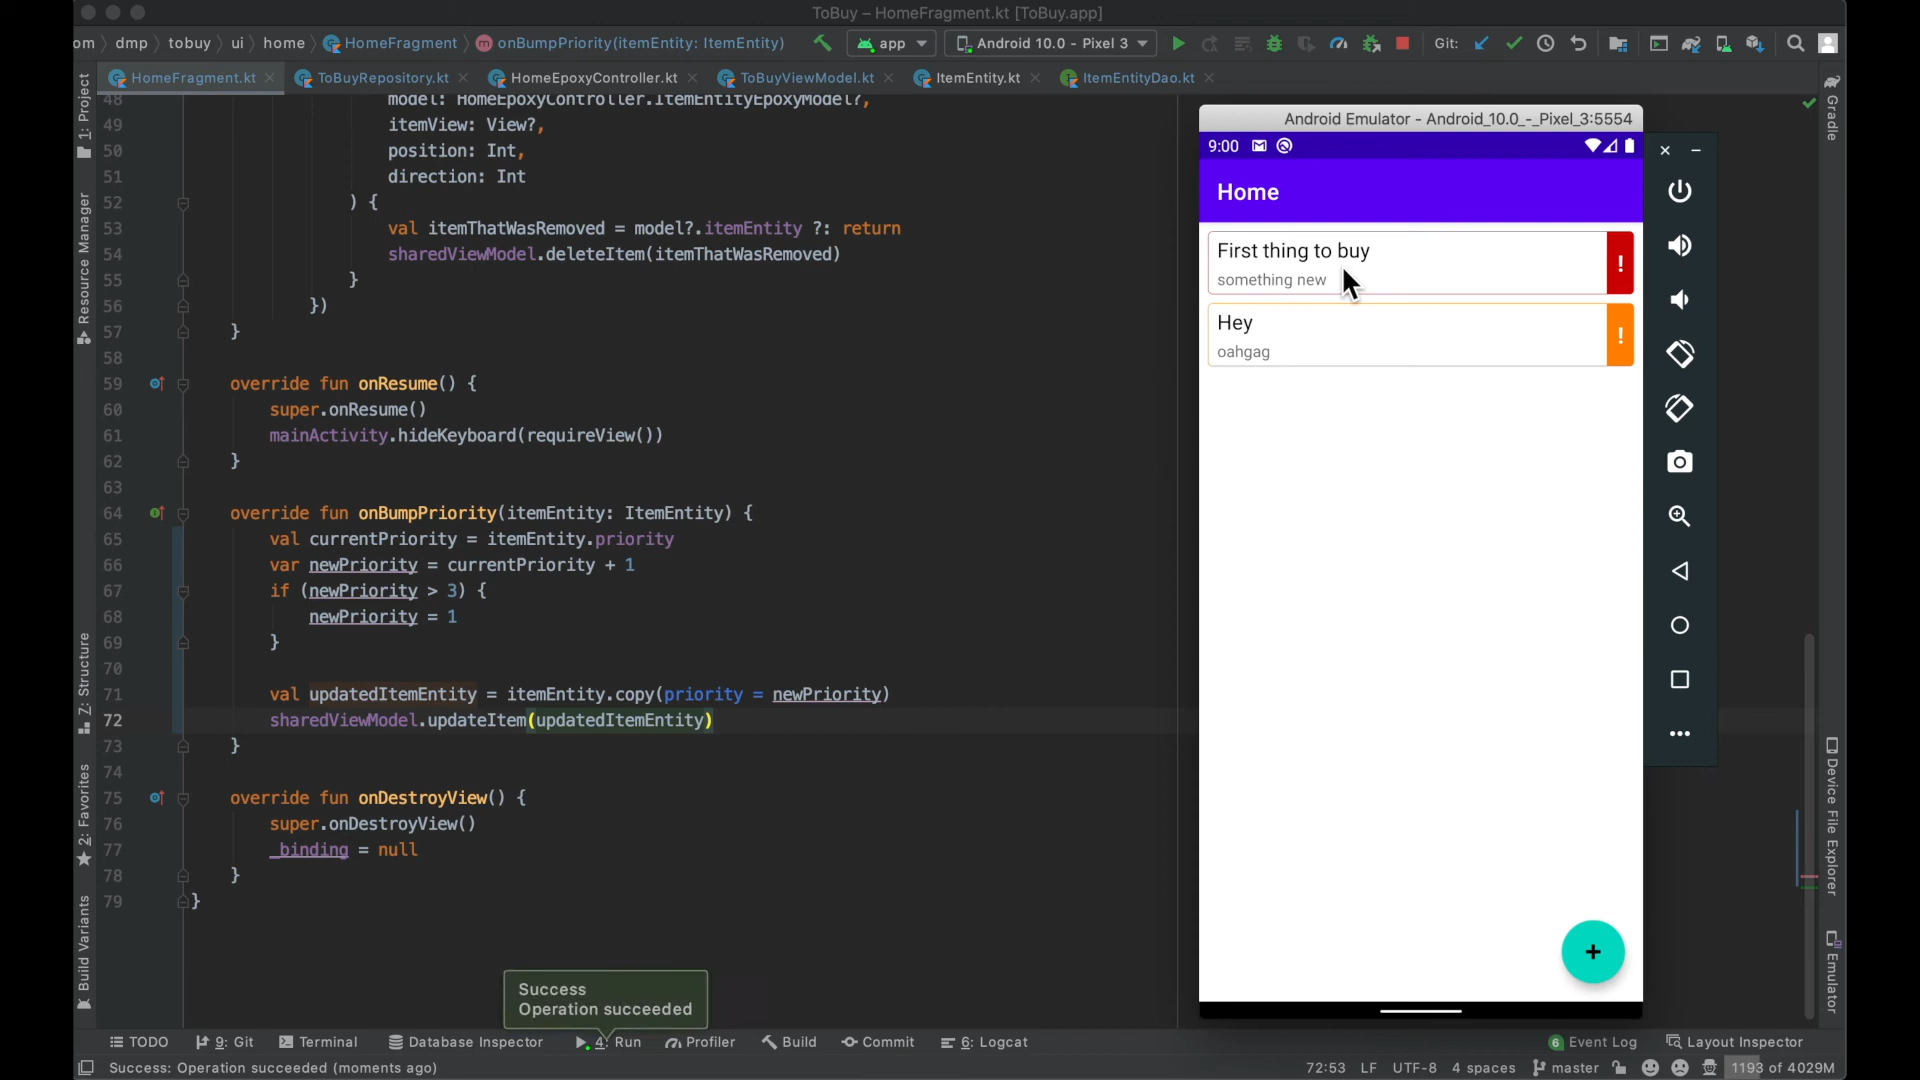 ToBuy – HomeFragment.kt [ToBuy.app]
om dmp tobuy ui home HomeFragment onBumpPriority(itemEntity: ItemEntity) app Android 10.0 - Pixel 3 Git:
HomeFragment.kt ToBuyRepository.kt HomeEpoxyController.kt ToBuyViewModel.kt ItemEntity.kt ItemEntityDao.kt
1: Project
Resource Manager
7: Structure
2: Favorites
Build Variants
48 model: HomeEpoxyController.ItemEntityEpoxyModel?,
49 itemView: View?,
50 position: Int,
51 direction: Int
52 ) {
53 val itemThatWasRemoved = model?.itemEntity ?: return
54 sharedViewModel.deleteItem(itemThatWasRemoved)
55 }
56 })
57 }
58
59 override fun onResume() {
60 super.onResume()
61 mainActivity.hideKeyboard(requireView())
62 }
63
64 override fun onBumpPriority(itemEntity: ItemEntity) {
65 val currentPriority = itemEntity.priority
66 var newPriority = currentPriority + 1
67 if (newPriority > 3) {
68 newPriority = 1
69 }
70
71 val updatedItemEntity = itemEntity.copy(priority = newPriority)
72 sharedViewModel.updateItem(updatedItemEntity)
73 }
74
75 override fun onDestroyView() {
76 super.onDestroyView()
77 _binding = null
78 }
79 }
Success
Operation succeeded
Android Emulator - Android_10.0_-_Pixel_3:5554
9:00
Home
First thing to buy
something new
!
Hey
oahgag
!
+
Gradle
Device File Explorer
Emulator
TODO 9: Git Terminal Database Inspector 4: Run Profiler Build Commit 6: Logcat 6 Event Log Layout Inspector
Success: Operation succeeded (moments ago) 72:53 LF UTF-8 4 spaces master 1193 of 4029M